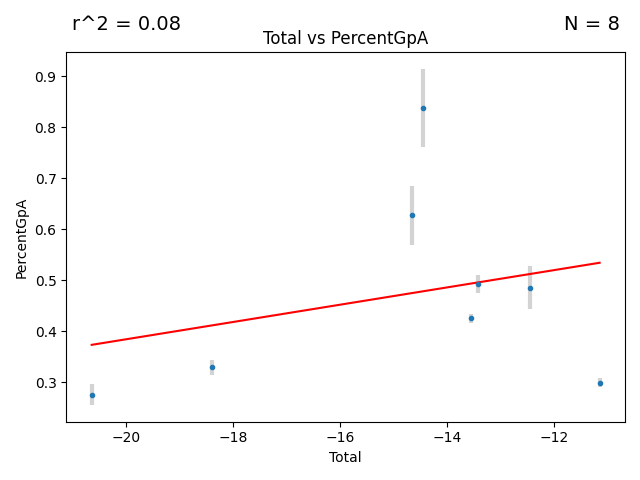 r^2 = 0.08
N = 8
Total vs PercentGpA
0.9
0.8
0.7
0.6
0.5
0.4
0.3
PercentGpA
−20
−18
−16
−14
−12
Total